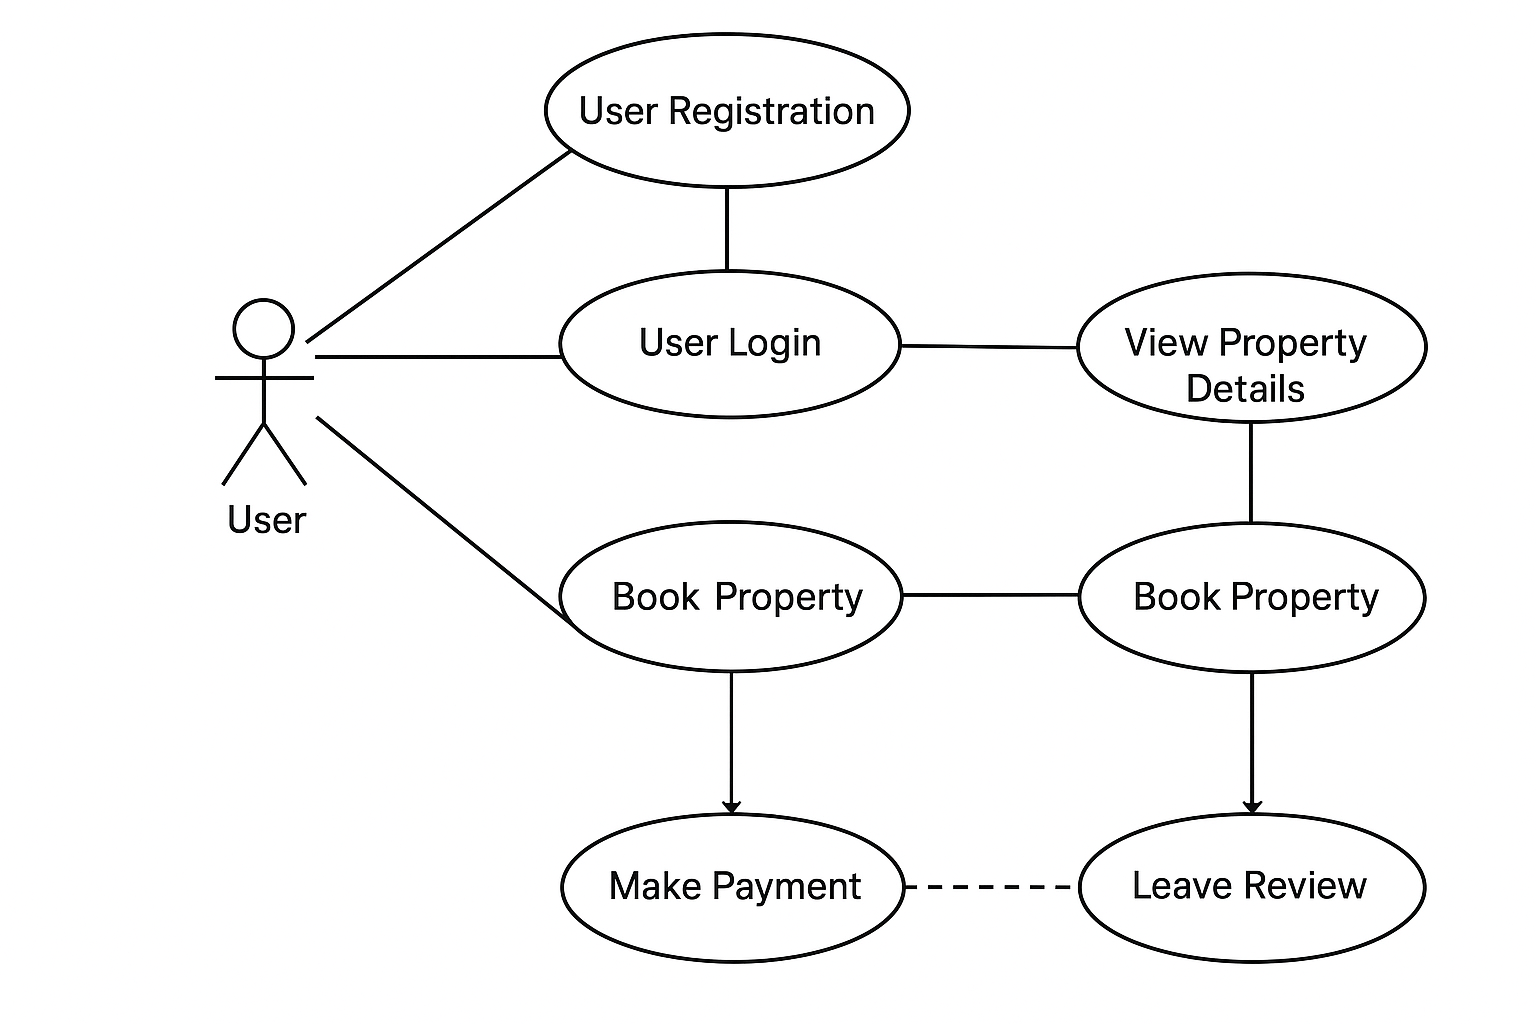 User Registration
User Login
View Property
Details
User
Book Property
Book Property
Make Payment
Leave Review